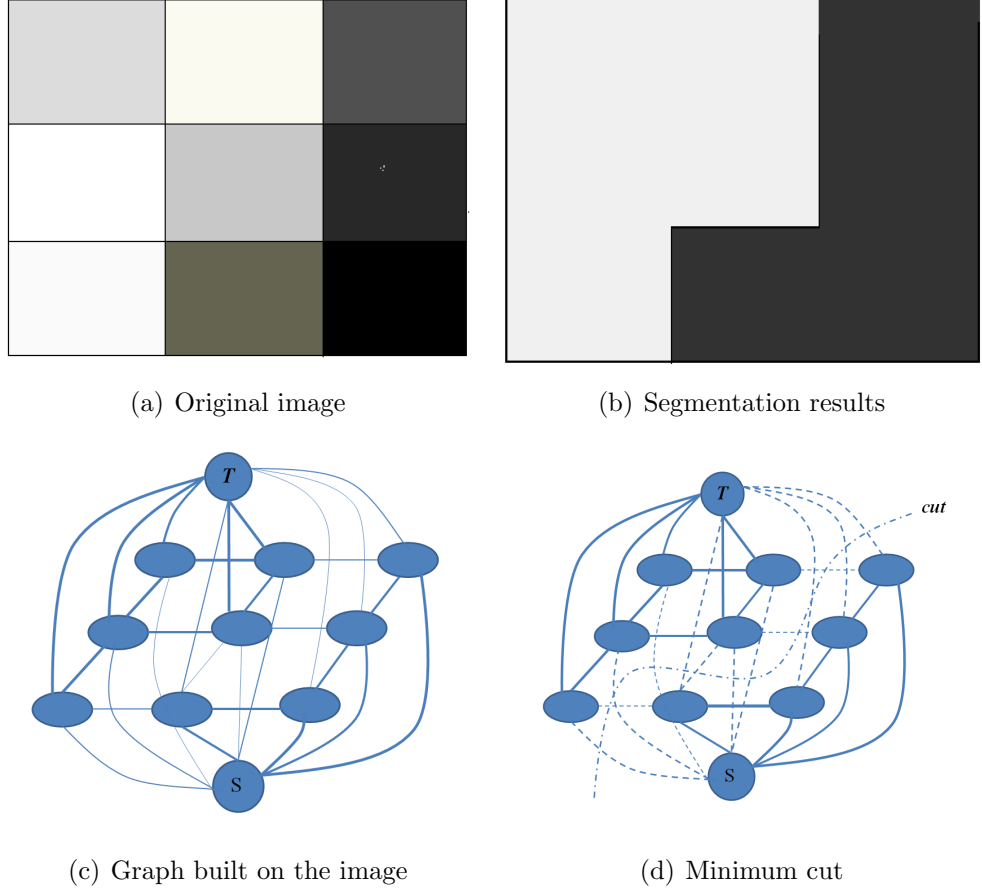 (a) Original image
(b) Segmentation results
T
S
(c) Graph built on the image
T
cut
S
(d) Minimum cut